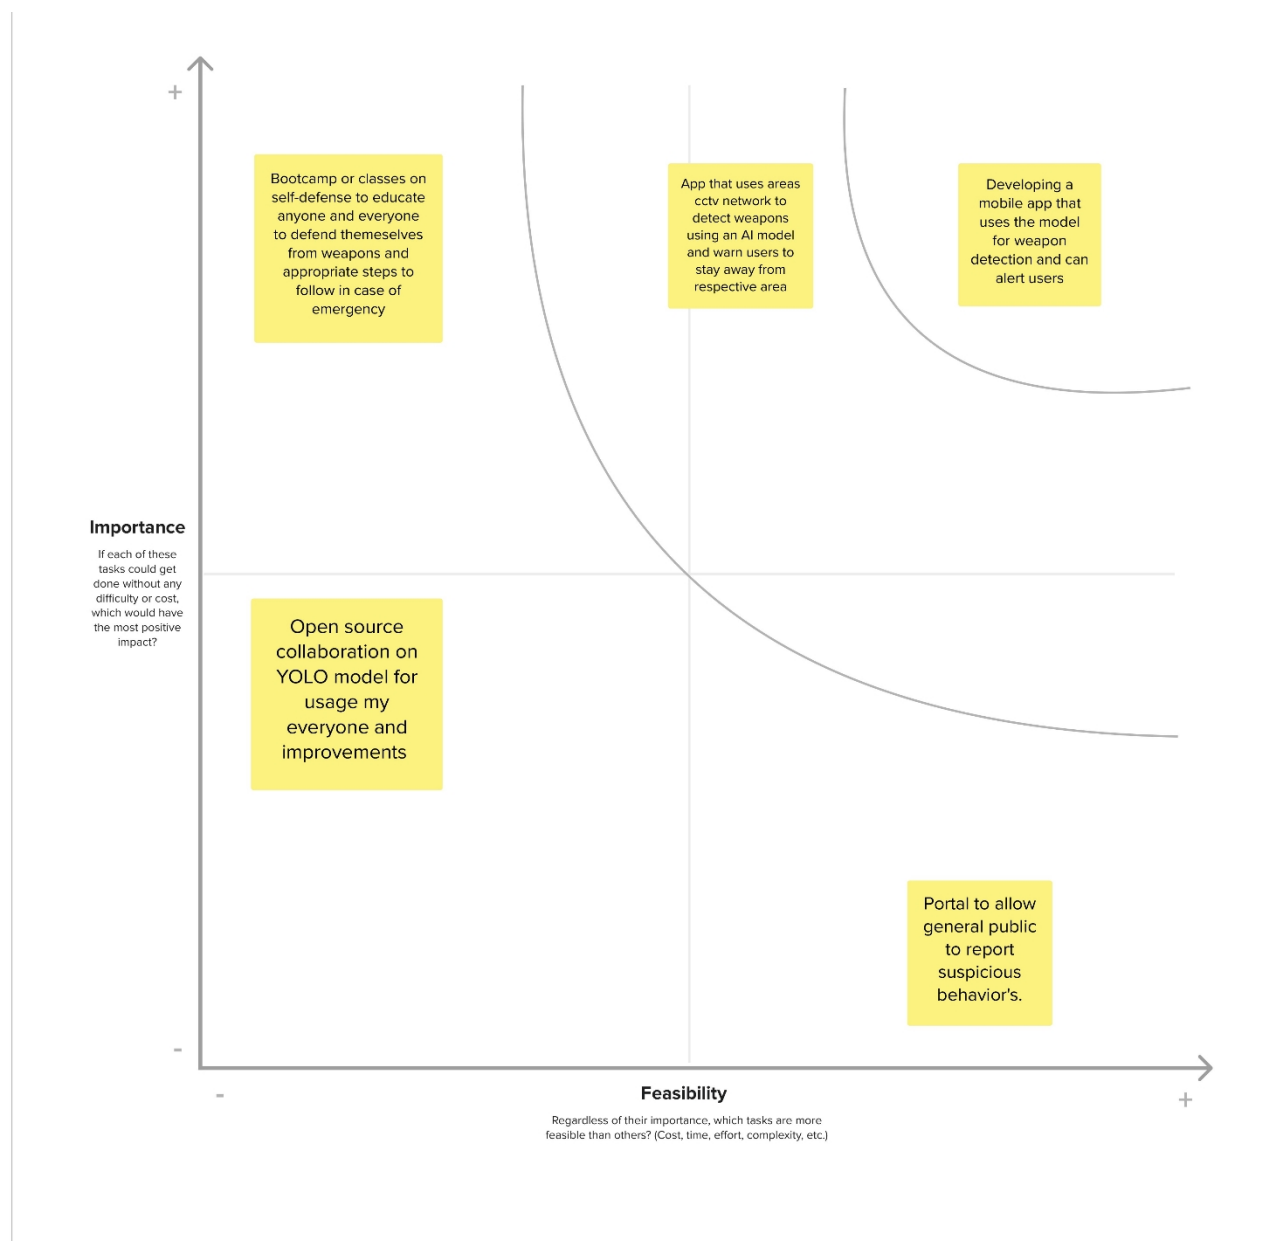 +
Bootcamp or classes on
self-defense to educate
anyone and everyone
to defend themeselves
from weapons and
appropriate steps to
follow in case of
emergency
App that uses areas
cctv network to
detect weapons
using an AI model
and warn users to
stay away from
respective area
Developing a
mobile app that
uses the model
for weapon
detection and can
alert users
Importance
If each of these
tasks could get
done without any
difficulty or cost,
which would have
the most positive
impact?
Open source
collaboration on
YOLO model for
usage my
everyone and
improvements
Portal to allow
general public
to report
suspicious
behavior's.
-
-
Feasibility
+
Regardless of their importance, which tasks are more
feasible than others? (Cost, time, effort, complexity, etc.)